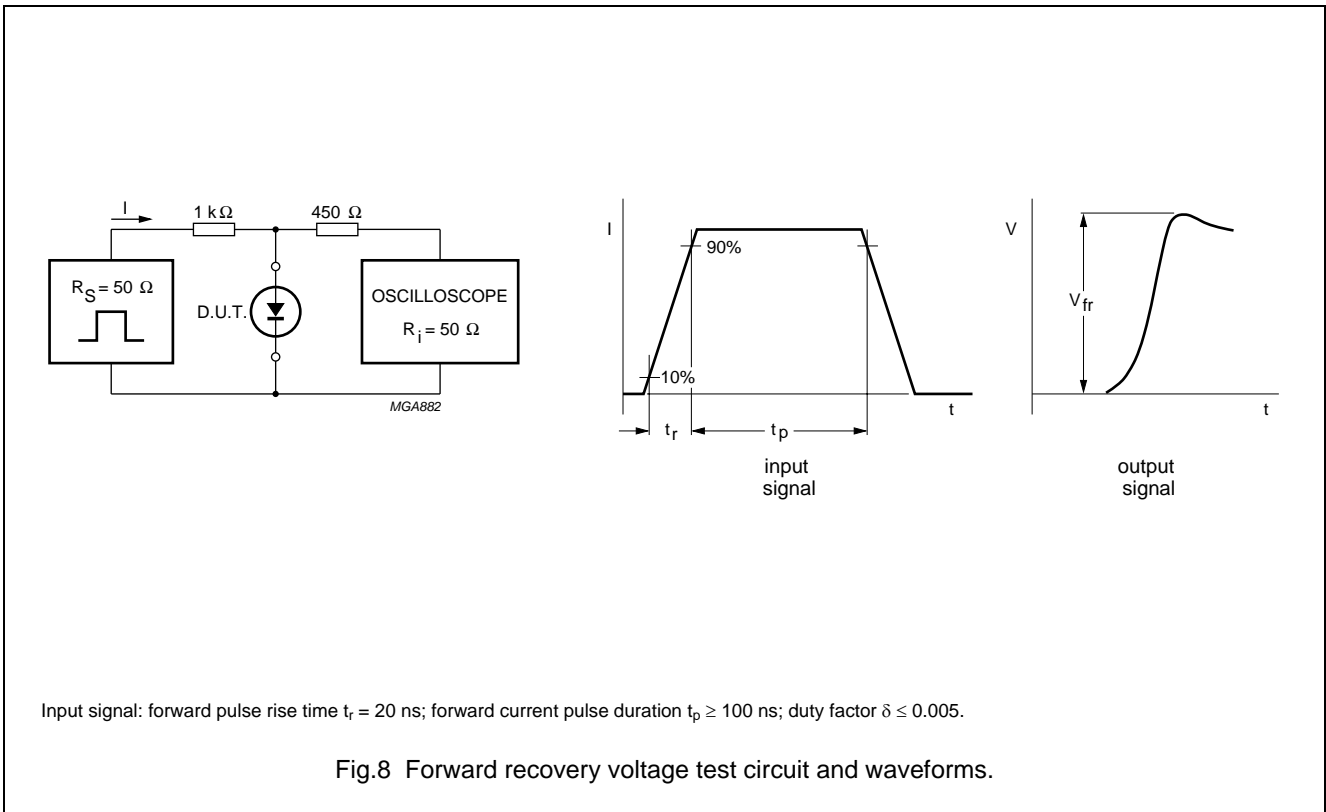 I
1 kΩ
450 Ω
R_S = 50 Ω
D.U.T.
OSCILLOSCOPE
R_i = 50 Ω
MGA882
I
90%
10%
t_r
t_p
t
input
signal
V
V_fr
t
output
signal
Input signal: forward pulse rise time t_r = 20 ns; forward current pulse duration t_p ≥ 100 ns; duty factor δ ≤ 0.005.
Fig.8 Forward recovery voltage test circuit and waveforms.